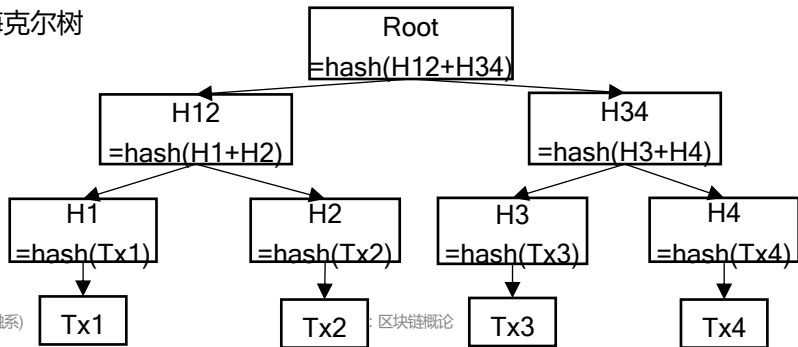 克尔树
Root
=hash(H12+H34)
H12
=hash(H1+H2)
H34
=hash(H3+H4)
H1
=hash(Tx1)
H2
=hash(Tx2)
H3
=hash(Tx3)
H4
=hash(Tx4)
系)
Tx1
Tx2
: 区块链概论
Tx3
Tx4